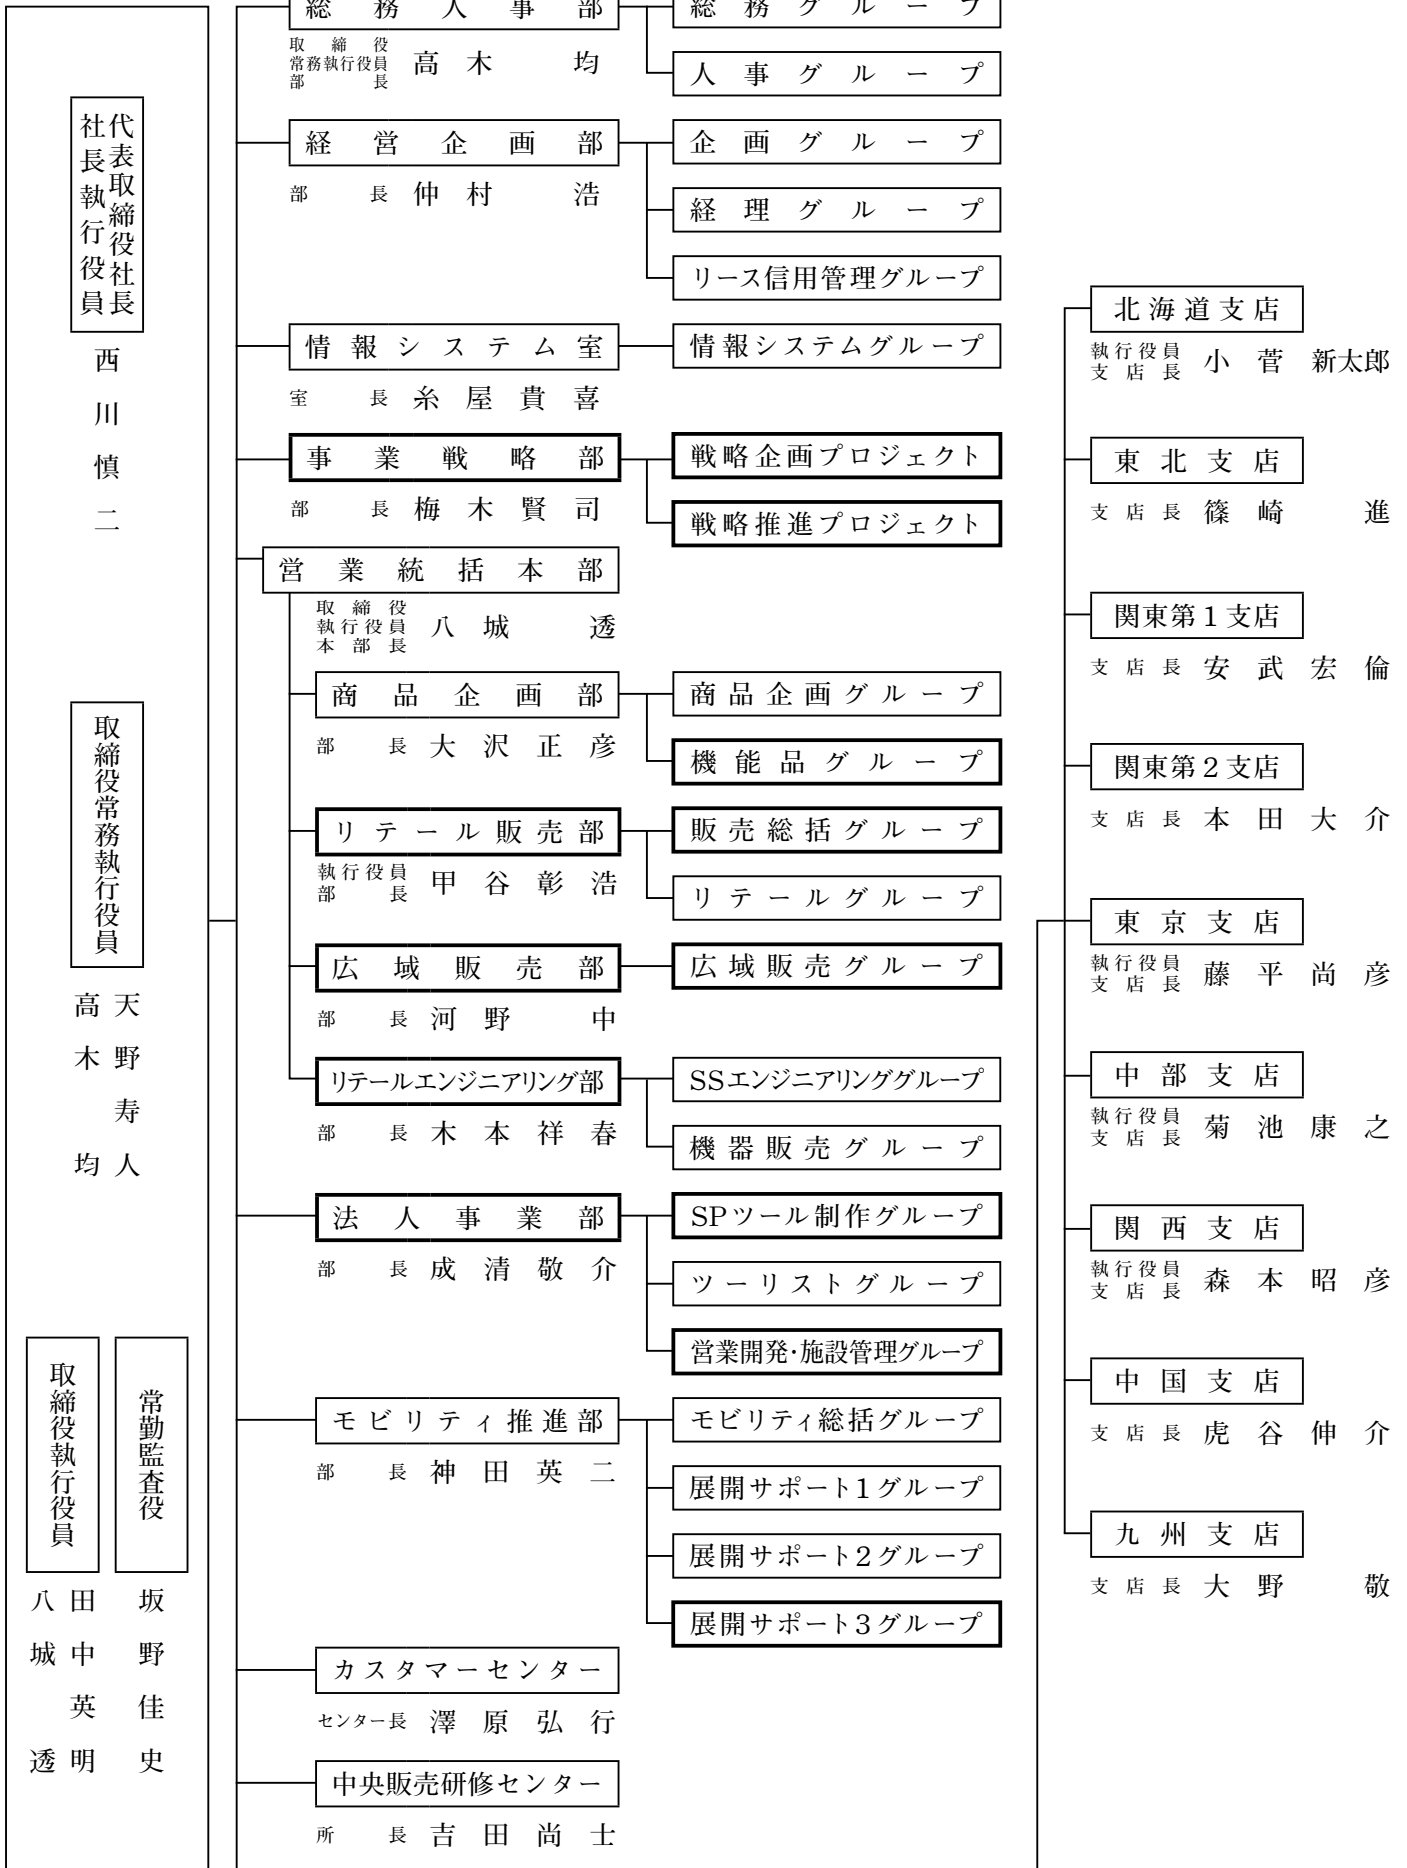 代表取締役社長
社長執行役員
西川慎二
取締役常務執行役員
天野寿人
高木均
常勤監査役
坂野佳史
取締役執行役員
田中英明
八城透
総務人事部
取締役
常務執行役員
部長
高木均
総務グループ
人事グループ
経営企画部
部長 仲村浩
企画グループ
経理グループ
リース信用管理グループ
情報システム室
室長 糸屋貴喜
情報システムグループ
事業戦略部
部長 梅木賢司
戦略企画プロジェクト
戦略推進プロジェクト
営業統括本部
取締役
執行役員
本部長
八城透
商品企画部
部長 大沢正彦
商品企画グループ
機能品グループ
リテール販売部
執行役員
部長
甲谷彰浩
販売総括グループ
リテールグループ
広域販売部
部長 河野中
広域販売グループ
リテールエンジニアリング部
部長 木本祥春
SSエンジニアリンググループ
機器販売グループ
法人事業部
部長 成清敬介
SPツール制作グループ
ツーリストグループ
営業開発・施設管理グループ
モビリティ推進部
部長 神田英二
モビリティ総括グループ
展開サポート1グループ
展開サポート2グループ
展開サポート3グループ
カスタマーセンター
センター長 澤原弘行
中央販売研修センター
所長 吉田尚士
北海道支店
執行役員
支店長
小菅新太郎
東北支店
支店長 篠崎進
関東第1支店
支店長 安武宏倫
関東第2支店
支店長 本田大介
東京支店
執行役員
支店長
藤平尚彦
中部支店
執行役員
支店長
菊池康之
関西支店
執行役員
支店長
森本昭彦
中国支店
支店長 虎谷伸介
九州支店
支店長 大野敬